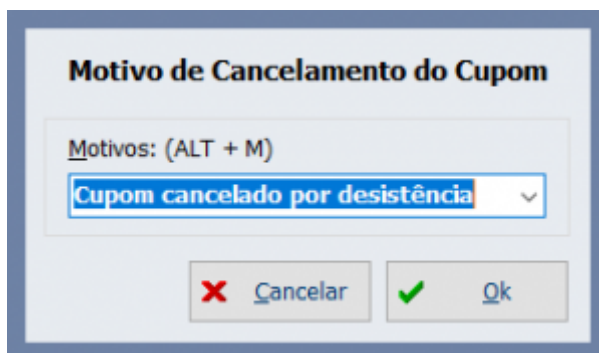 Motivo de Cancelamento do Cupom
Motivos: (ALT + M)
Cupom cancelado por desistência
Cancelar
Ok